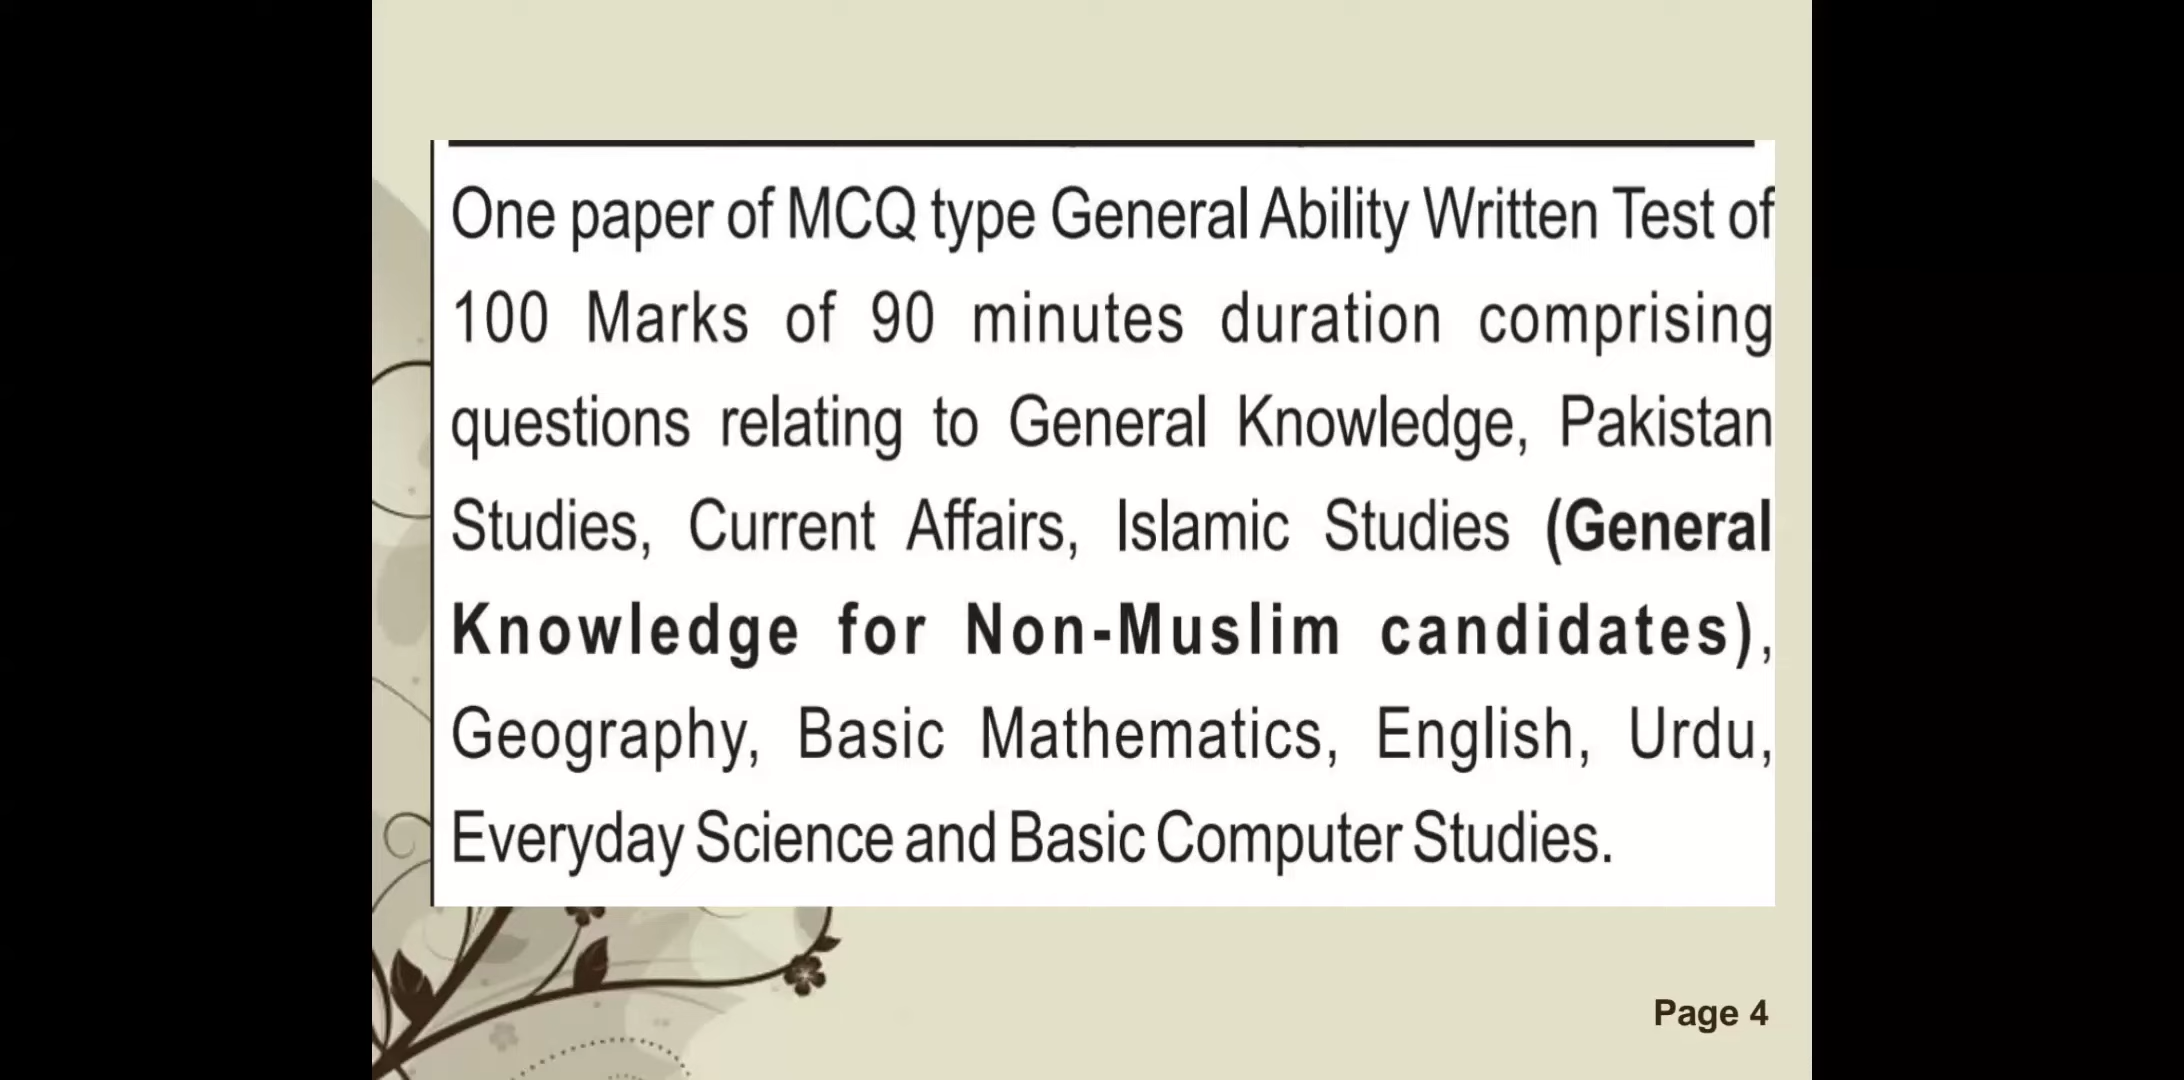 One paper of MCQ type General Ability Written Test of
100 Marks of 90 minutes duration comprising
questions relating to General Knowledge, Pakistan
Studies, Current Affairs, Islamic Studies (General
Knowledge for Non-Muslim candidates),
Geography, Basic Mathematics, English, Urdu,
Everyday Science and Basic Computer Studies.
Page 4